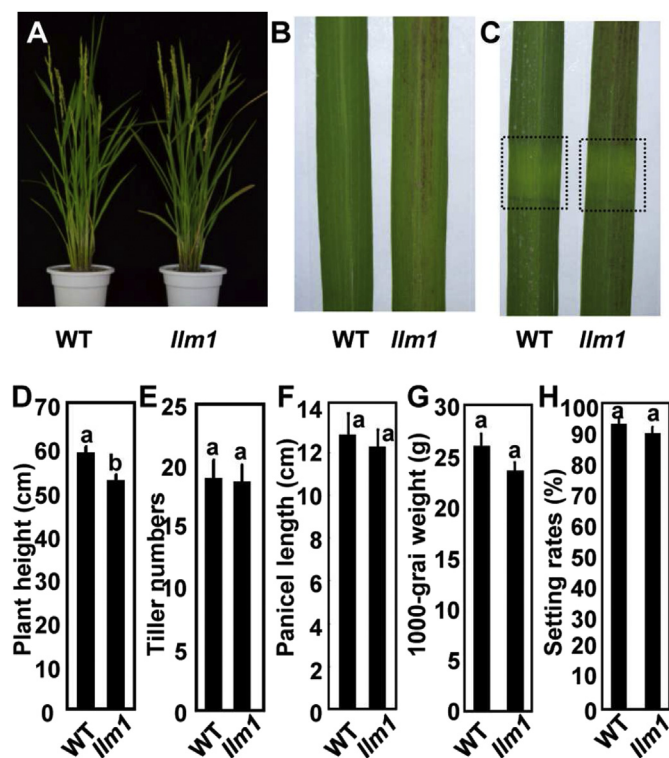 A
B
C
WT
llm1
WT
llm1
WT
llm1
D
Plant height (cm)
70
60
50
40
30
20
10
0
a
b
WT
llm1
E
Tiller numbers
25
20
15
10
5
0
a
a
WT
llm1
F
Panicel length (cm)
14
12
10
8
6
4
2
0
a
a
WT
llm1
G
1000-grai weight (g)
30
25
20
15
10
5
0
a
a
WT
llm1
H
Setting rates (%)
100
90
80
70
60
50
40
30
20
10
0
a
a
WT
llm1